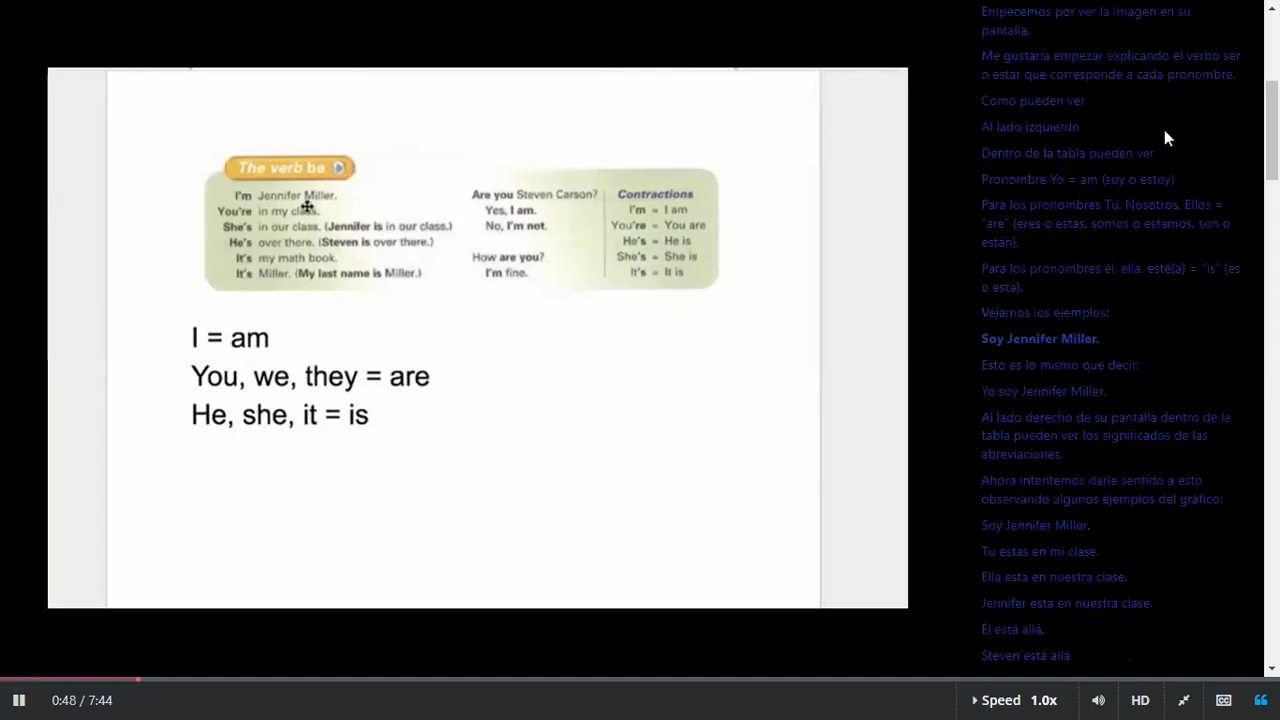 The verb be
I'm Jennifer Miller.
You're in my class.
She's in our class. (Jennifer is in our class.)
He's over there. (Steven is over there.)
It's my math book.
It's Miller. (My last name is Miller.)
Are you Steven Carson?
Yes, I am.
No, I'm not.
How are you?
I'm fine.
Contractions
I'm = I am
You're = You are
He's = He is
She's = She is
It's = It is
I = am
You, we, they = are
He, she, it = is
Empecemos por ver la imagen en su
pantalla.
Me gustaría empezar explicando el verbo ser
o estar que corresponde a cada pronombre.
Como pueden ver
Al lado izquierdo
Dentro de la tabla pueden ver
Pronombre Yo = am (soy o estoy)
Para los pronombres Tu, Nosotros, Ellos =
“are” (eres o estas, somos o estamos, son o
están).
Para los pronombres él, ella, esté(a) = “is” (es
o esta).
Vejamos los ejemplos:
Soy Jennifer Miller.
Esto es lo mismo que decir:
Yo soy Jennifer Miller.
Al lado derecho de su pantalla dentro de la
tabla pueden ver los significados de las
abreviaciones.
Ahora intentemos darle sentido a esto
observando algunos ejemplos del gráfico:
Soy Jennifer Miller.
Tu estas en mi clase.
Ella está en nuestra clase.
Jennifer esta en nuestra clase.
Él está allá.
Steven está allá.
0:48 / 7:44
Speed 1.0x
HD
CC